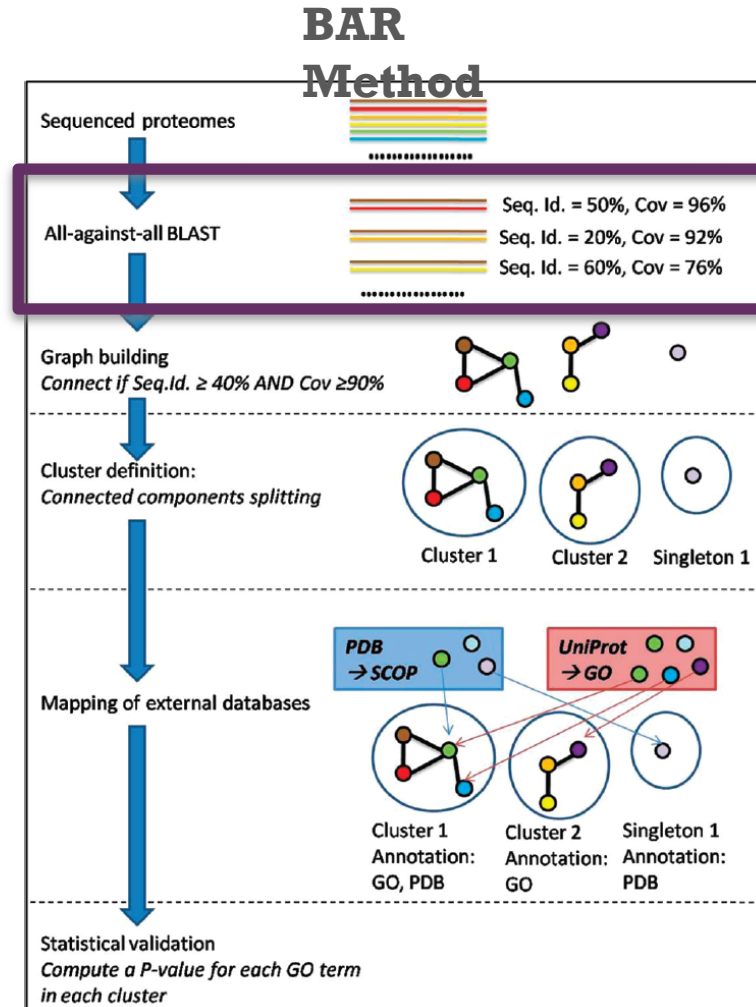 BAR
Method
Sequenced proteomes
All-against-all BLAST
Seq. Id. = 50%, Cov = 96%
Seq. Id. = 20%, Cov = 92%
Seq. Id. = 60%, Cov = 76%
Graph building
Connect if Seq.Id. ≥ 40% AND Cov ≥90%
Cluster definition:
Connected components splitting
Cluster 1
Cluster 2
Singleton 1
PDB
→ SCOP
UniProt
→ GO
Mapping of external databases
Cluster 1
Annotation:
GO, PDB
Cluster 2
Annotation:
GO
Singleton 1
Annotation:
PDB
Statistical validation
Compute a P-value for each GO term
in each cluster